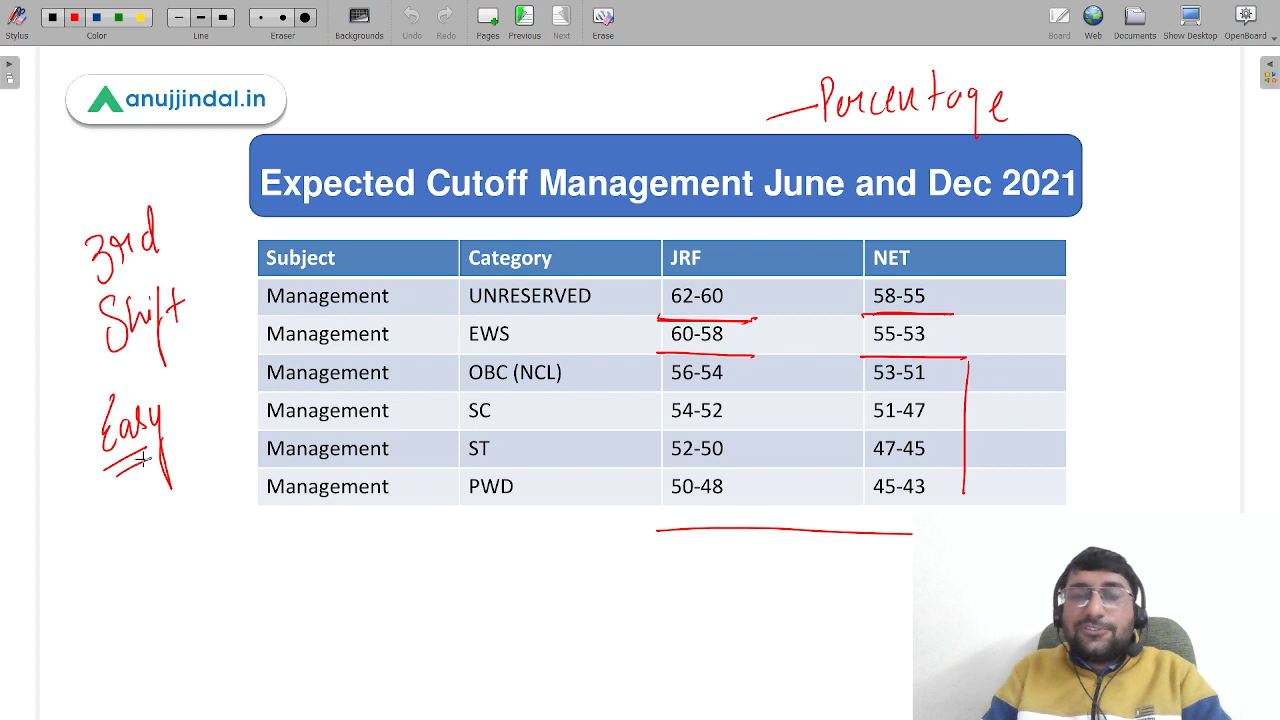 Stylus
Color
Line
Eraser
Backgrounds
Undo
Redo
Pages
Previous
Next
Erase
Board
Web
Documents
Show Desktop
OpenBoard
anujjindal.in
Percentage
Expected Cutoff Management June and Dec 2021
3rd
Shift
Easy
Subject Category JRF NET
Management UNRESERVED 62-60 58-55
Management EWS 60-58 55-53
Management OBC (NCL) 56-54 53-51
Management SC 54-52 51-47
Management ST 52-50 47-45
Management PWD 50-48 45-43